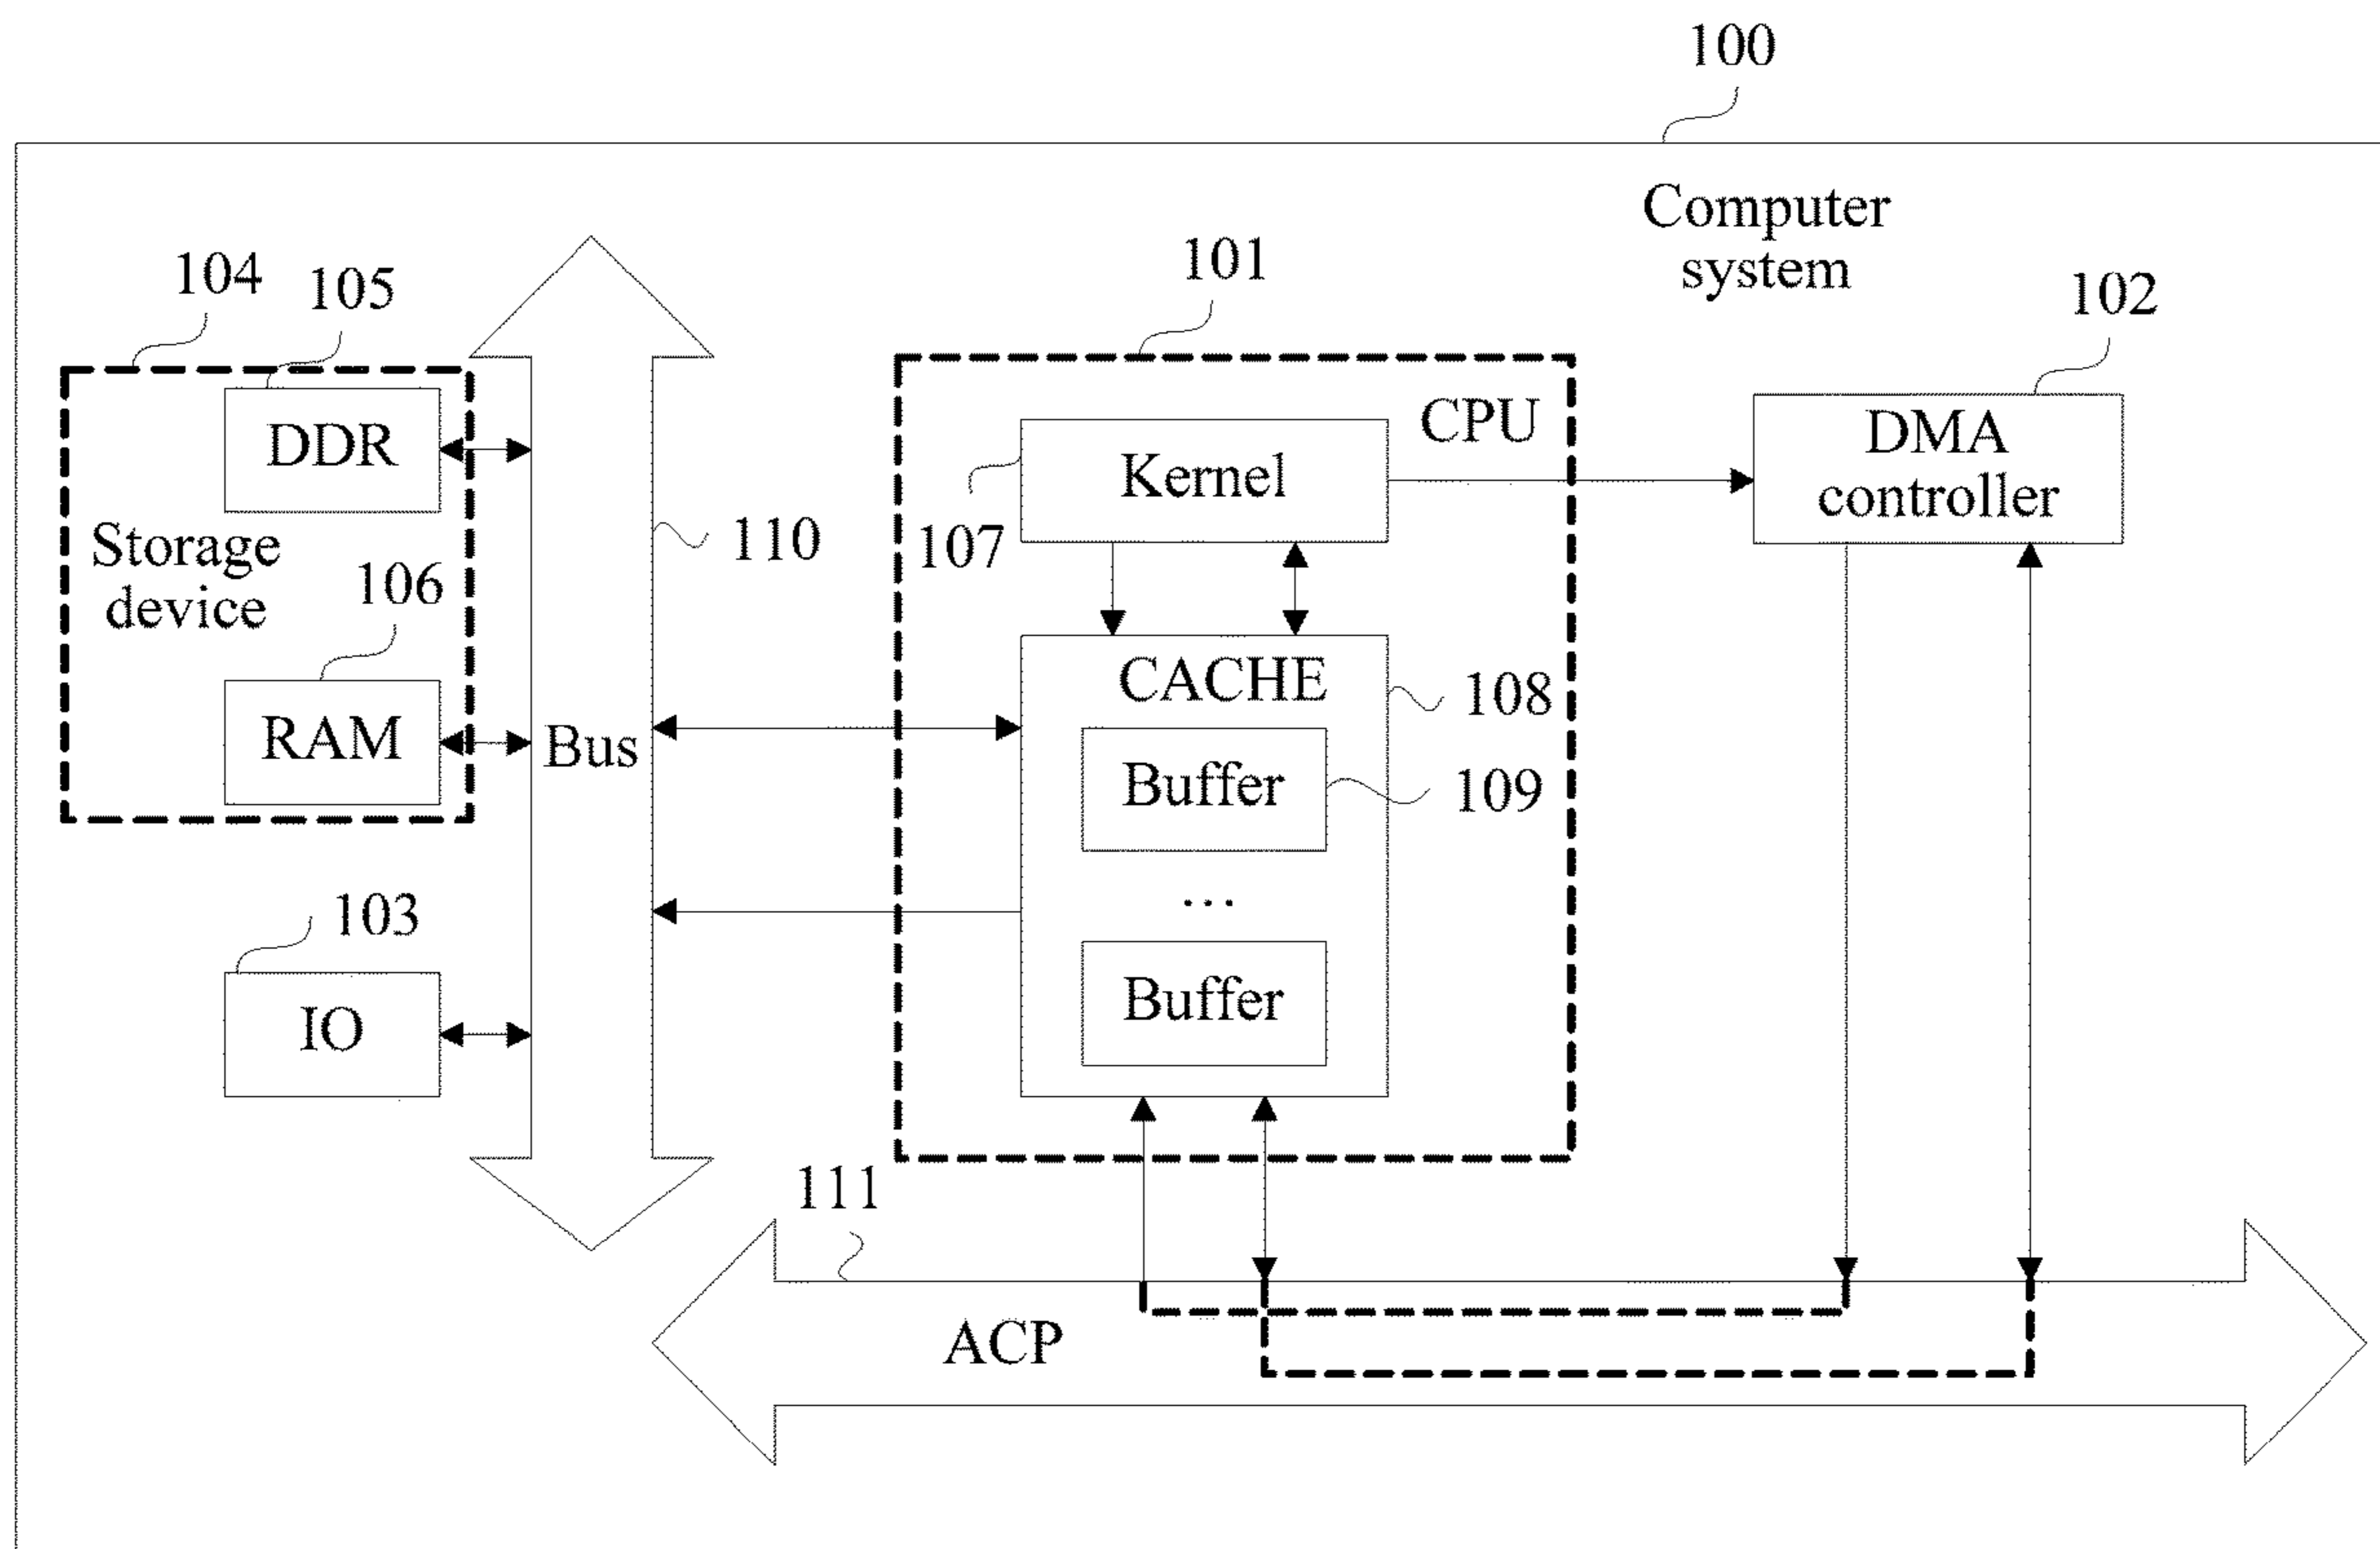 100
Computer
system
104
105
101
102
DDR
CPU
DMA
controller
Kernel
Storage
device
110
107
106
RAM
Bus
CACHE
108
Buffer
109
...
103
IO
Buffer
111
ACP